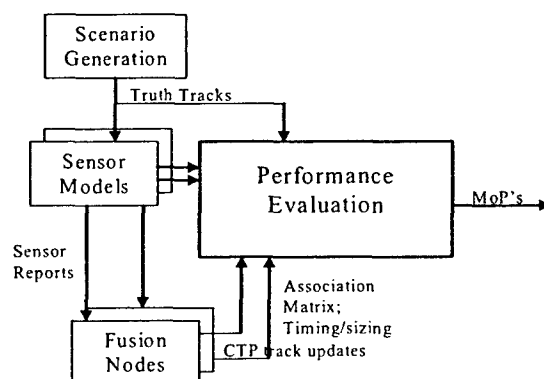 Scenario
Generation
Truth Tracks
Sensor
Models
Performance
Evaluation
MoP's
Sensor
Reports
Association
Matrix;
Timing/sizing
CTP track updates
Fusion
Nodes